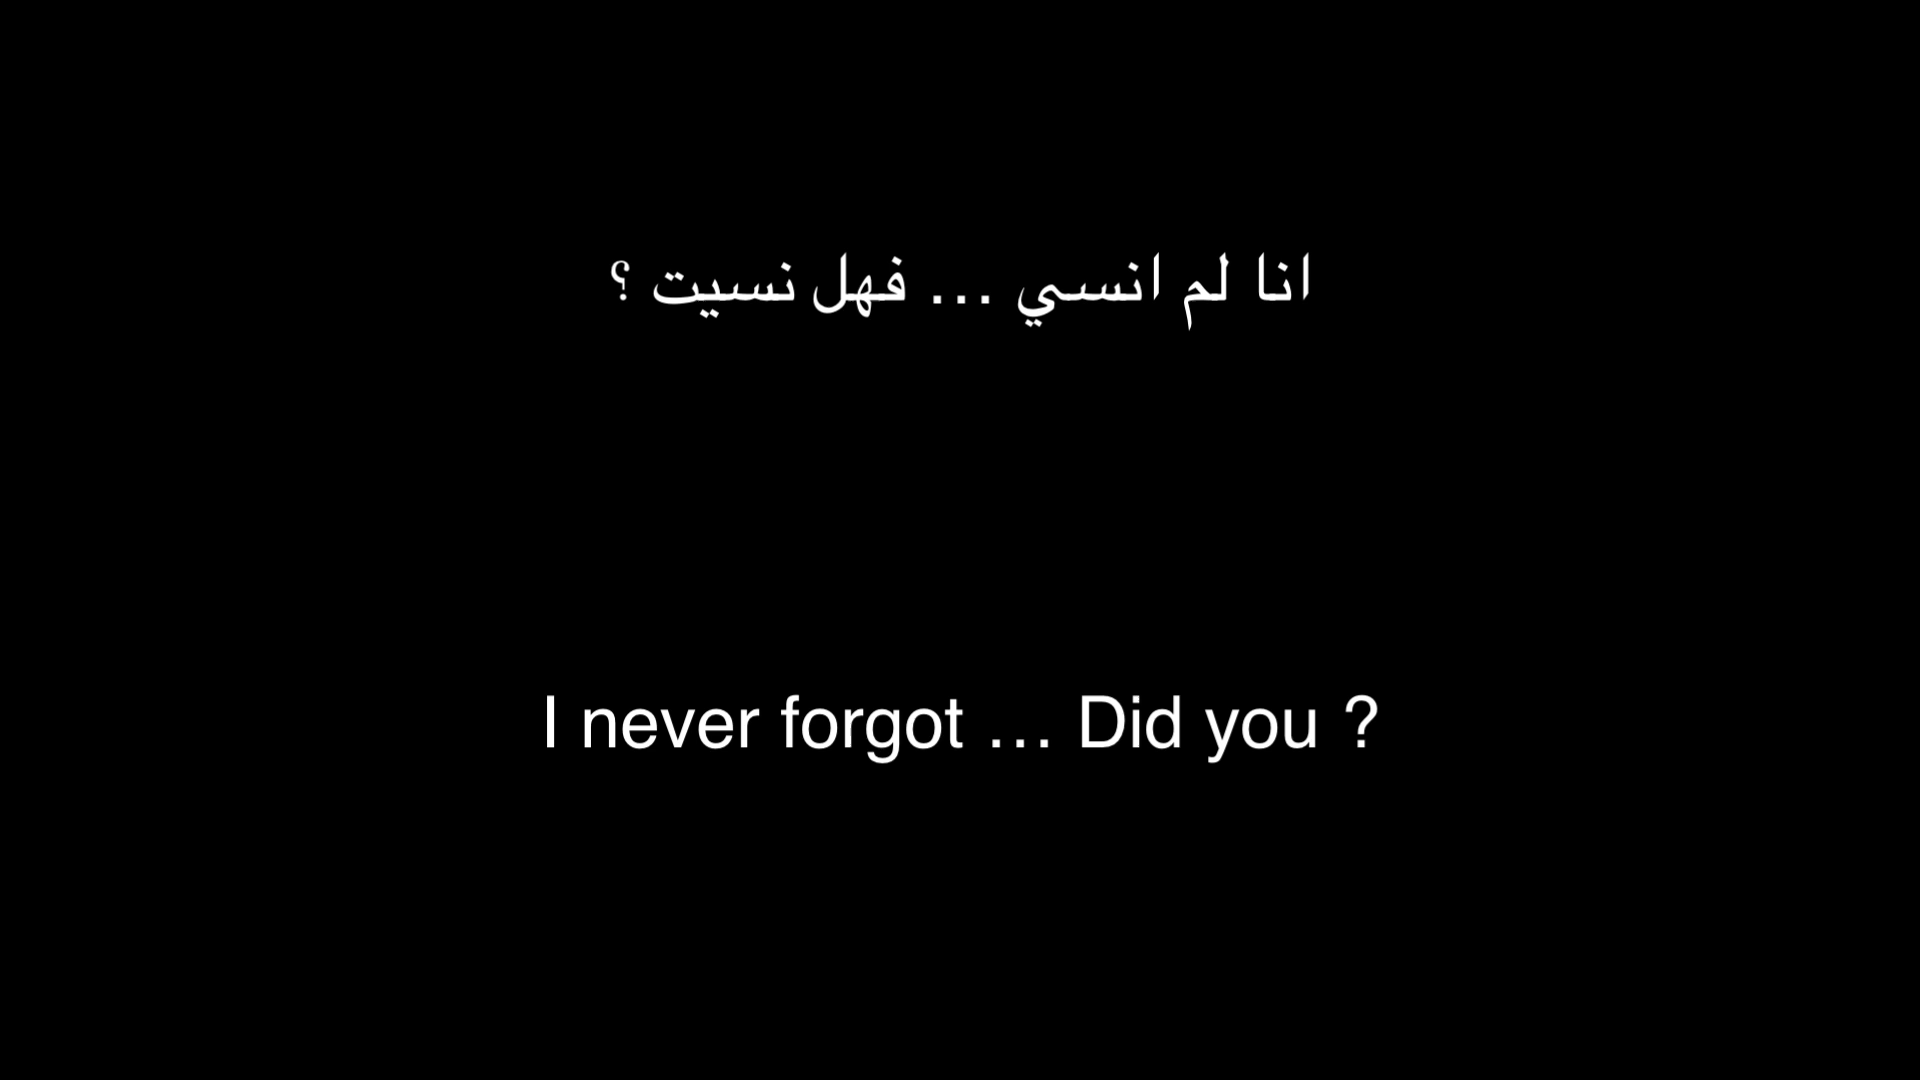 انا لم انسي ... فهل نسيت ؟
I never forgot ... Did you ?